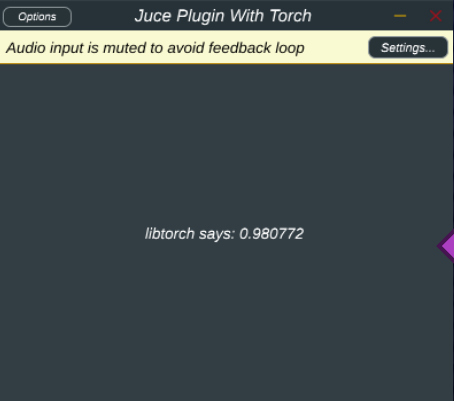 Options
Juce Plugin With Torch
Audio input is muted to avoid feedback loop
Settings...
libtorch says: 0.980772